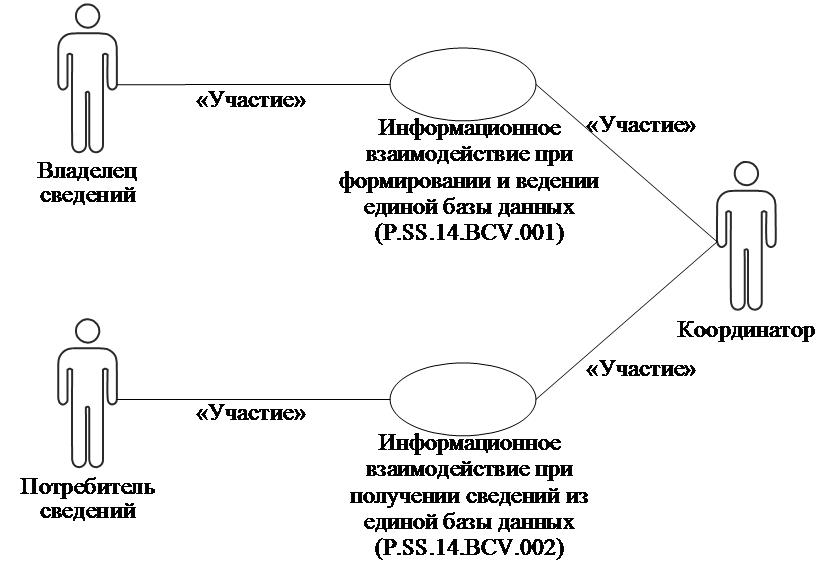 «Участие»
Владелец
сведений
Информационное
взаимодействие при
формировании и ведении
единой базы данных
(P.SS.14.BCV.001)
«Участие»
Координатор
«Участие»
Потребитель
сведений
Информационное
взаимодействие при
получении сведений из
единой базы данных
(P.SS.14.BCV.002)
«Участие»